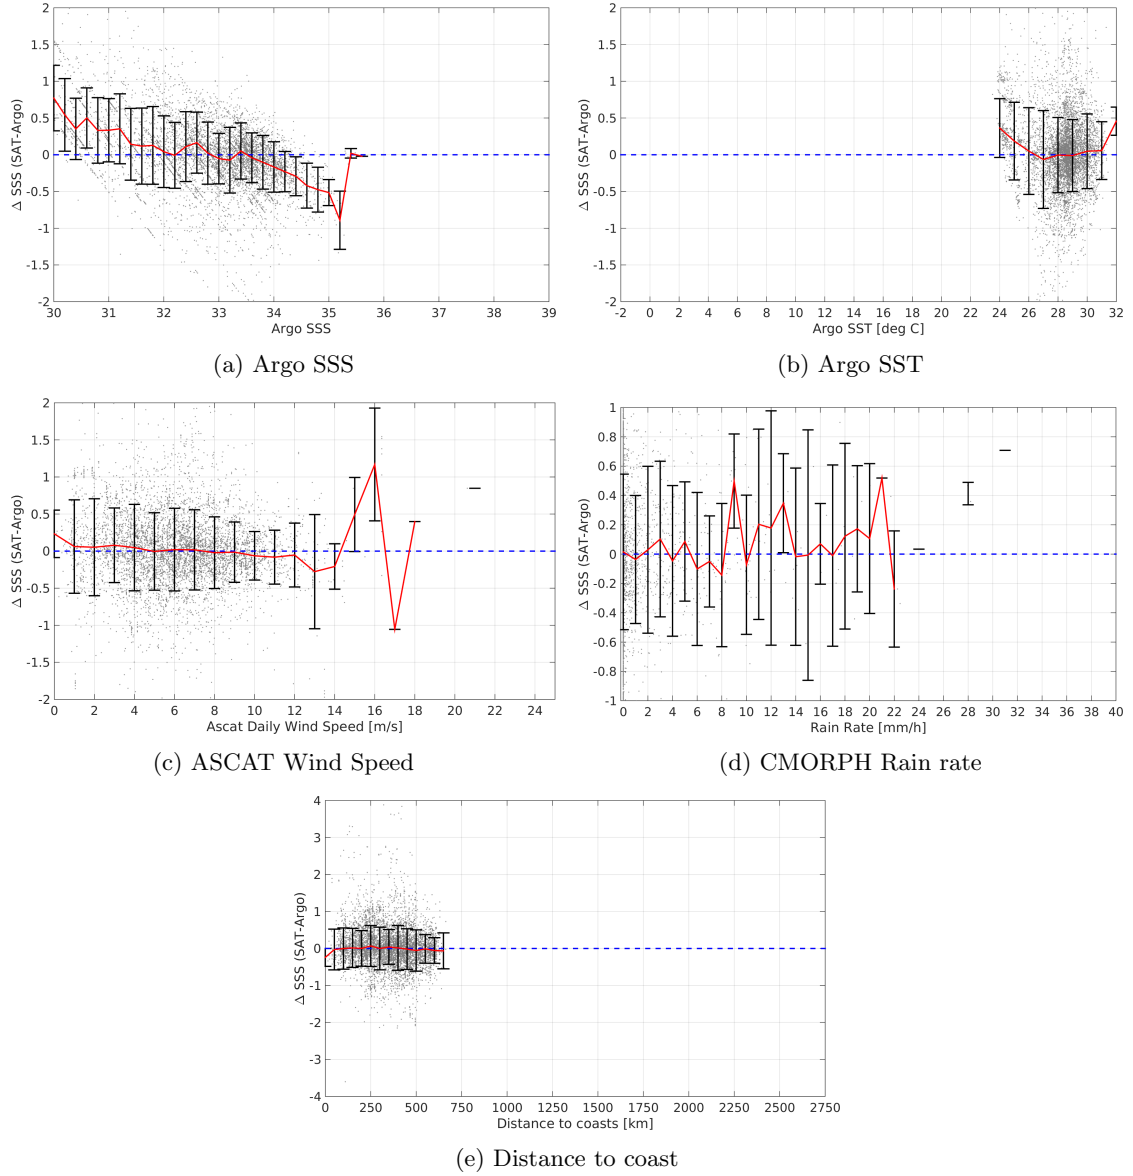 2
1.5
1
0.5
0
-0.5
-1
-1.5
-2
Δ SSS (SAT-Argo)
30 31 32 33 34 35 36 37 38 39
Argo SSS
(a) Argo SSS
2
1.5
1
0.5
0
-0.5
-1
-1.5
-2
Δ SSS (SAT-Argo)
-2 0 2 4 6 8 10 12 14 16 18 20 22 24 26 28 30 32
Argo SST [deg C]
(b) Argo SST
2
1.5
1
0.5
0
-0.5
-1
-1.5
-2
Δ SSS (SAT-Argo)
0 2 4 6 8 10 12 14 16 18 20 22 24
Ascat Daily Wind Speed [m/s]
(c) ASCAT Wind Speed
1
0.8
0.6
0.4
0.2
0
-0.2
-0.4
-0.6
-0.8
-1
Δ SSS (SAT-Argo)
0 2 4 6 8 10 12 14 16 18 20 22 24 26 28 30 32 34 36 38 40
Rain Rate [mm/h]
(d) CMORPH Rain rate
4
3
2
1
0
-1
-2
-3
-4
Δ SSS (SAT-Argo)
0 250 500 750 1000 1250 1500 1750 2000 2250 2500 2750
Distance to coasts [km]
(e) Distance to coast